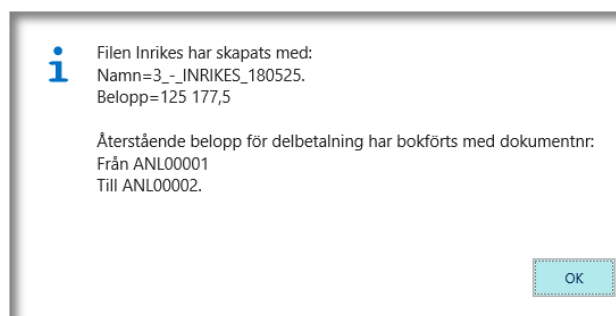 Filen Inrikes har skapats med:
Namn=3_-_INRIKES_180525.
Belopp=125 177,5
Återstående belopp för delbetalning har bokförts med dokumentnr:
Från ANL00001
Till ANL00002.
OK